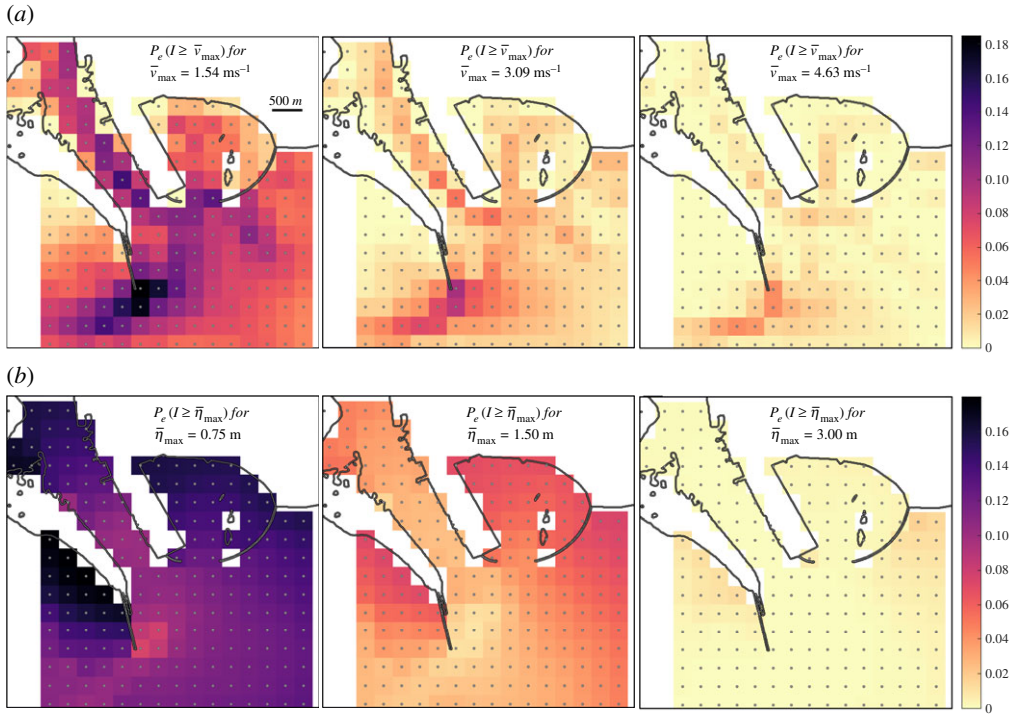 (a)
P̅e (I ≥ v̅max) for
v̅max = 1.54 ms⁻¹
500 m
Pe (I ≥ v̅max) for
v̅max = 3.09 ms⁻¹
Pe (I ≥ v̅max) for
v̅max = 4.63 ms⁻¹
0.18
0.16
0.14
0.12
0.10
0.08
0.06
0.04
0.02
0
(b)
Pe (I ≥ η̅max) for
η̅max = 0.75 m
Pe (I ≥ η̅max) for
η̅max = 1.50 m
Pe (I ≥ η̅max) for
η̅max = 3.00 m
0.18
0.16
0.14
0.12
0.10
0.08
0.06
0.04
0.02
0